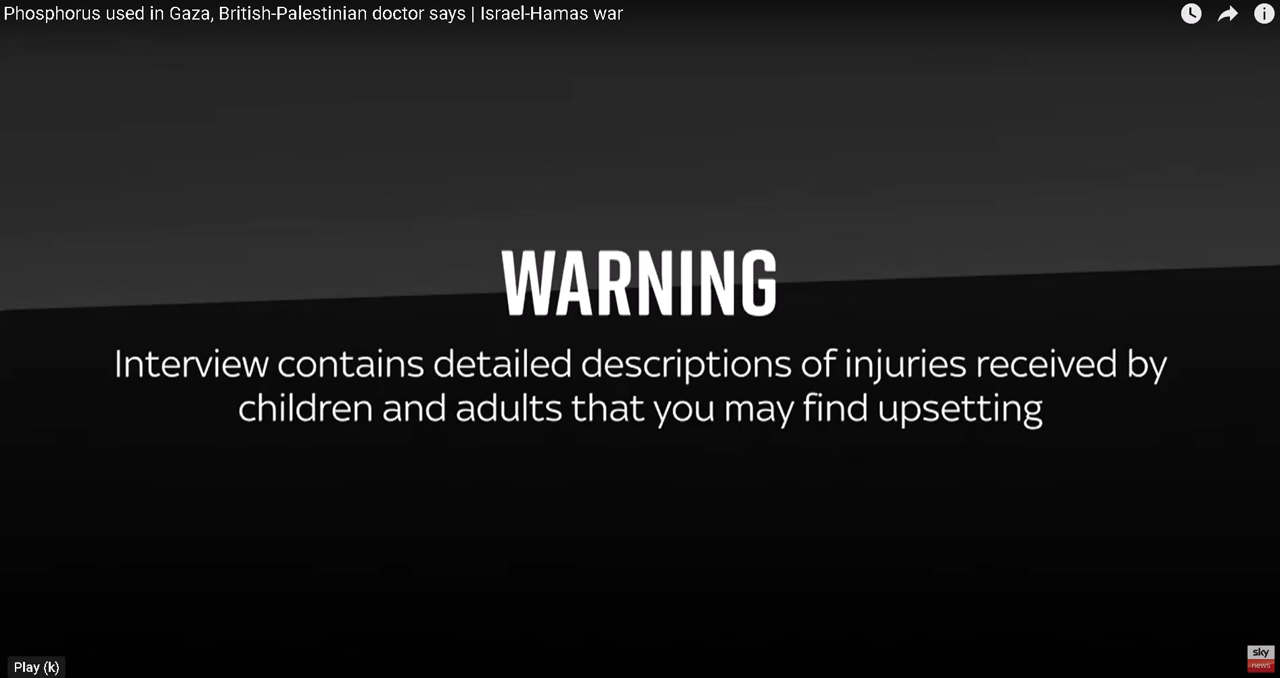 Phosphorus used in Gaza, British-Palestinian doctor says | Israel-Hamas war
WARNING
Interview contains detailed descriptions of injuries received by
children and adults that you may find upsetting
Play (k)
sky
news